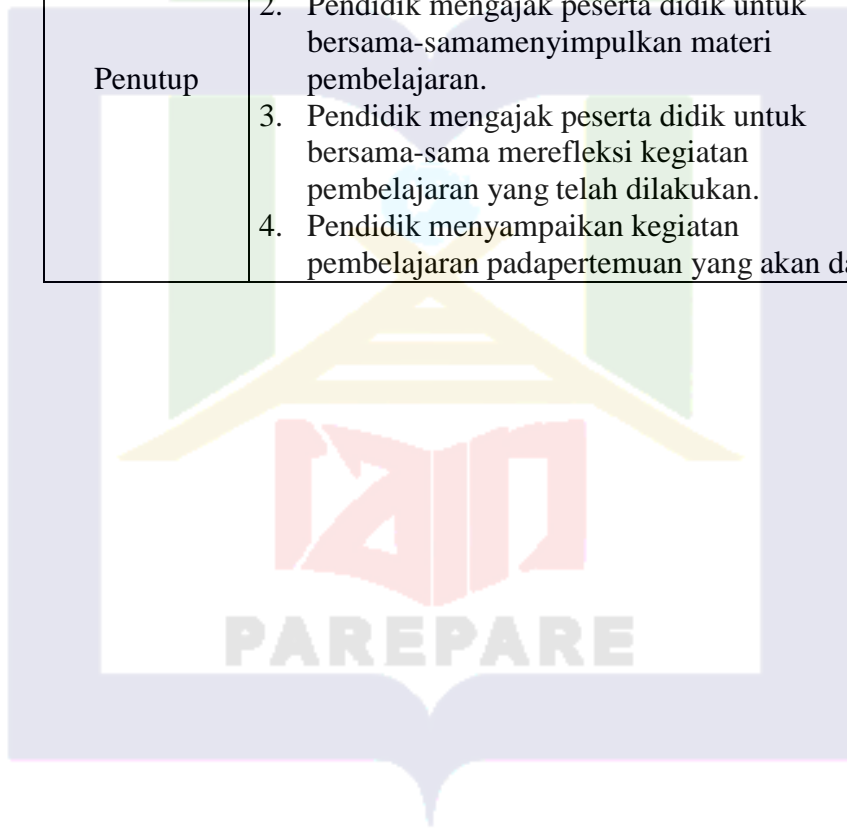 2. Pendidik mengajak peserta didik untuk
bersama-samamenyimpulkan materi
Penutup
pembelajaran.
3. Pendidik mengajak peserta didik untuk
bersama-sama merefleksi kegiatan
pembelajaran yang telah dilakukan.
4. Pendidik menyampaikan kegiatan
pembelajaran padapertemuan yang akan
iain
PAREPARE